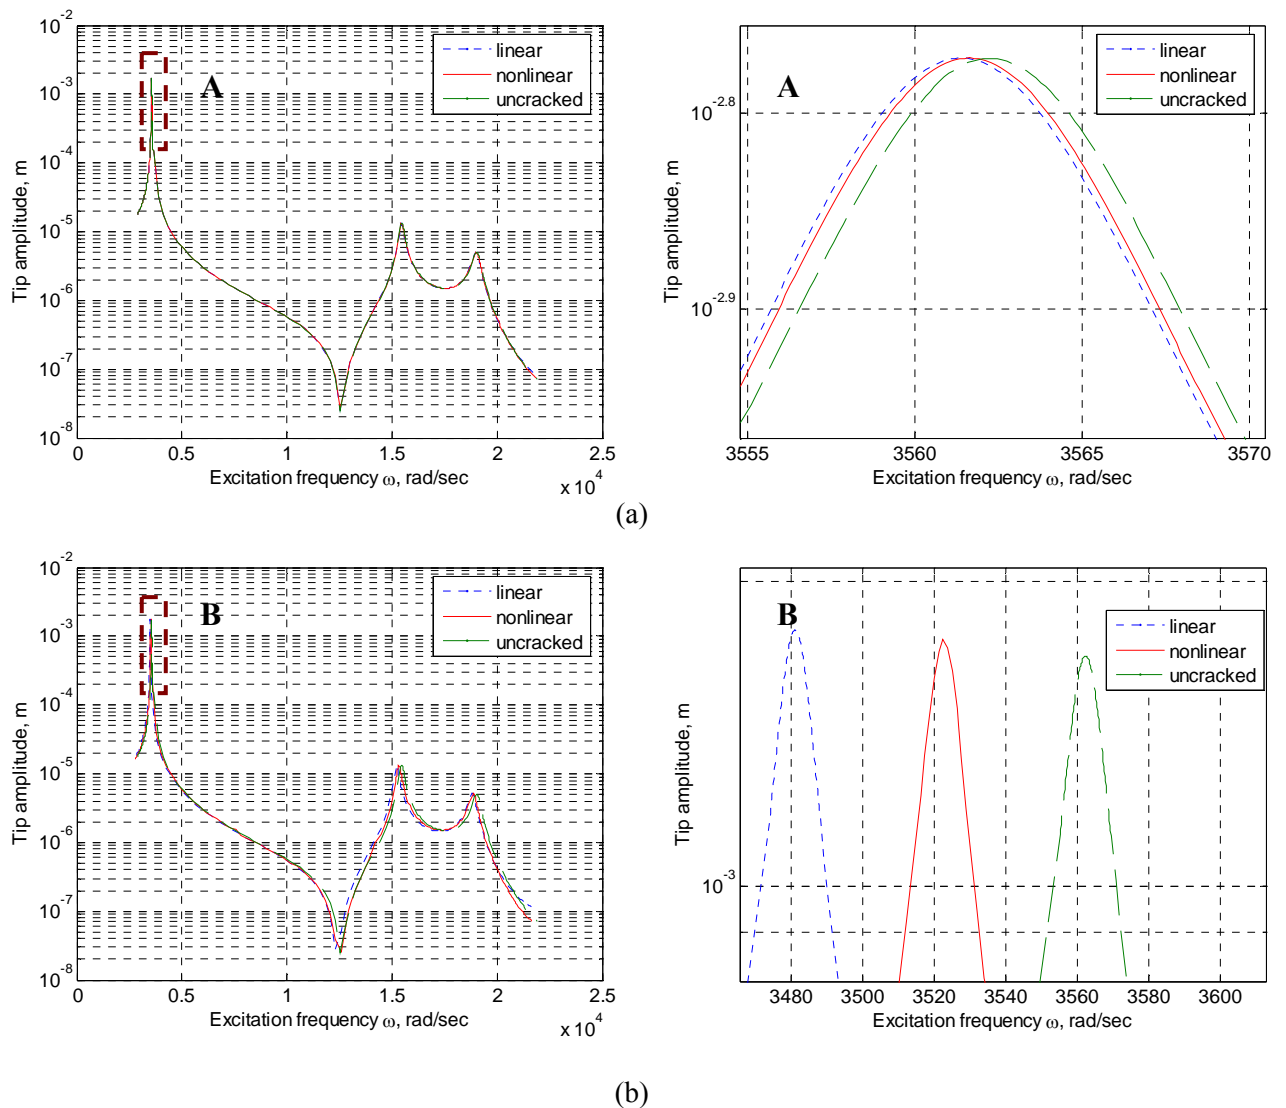 10^-2
10^-3
10^-4
10^-5
10^-6
10^-7
10^-8
Tip amplitude, m
A
linear
nonlinear
uncracked
0 0.5 1 1.5 2 2.5
x 10^4
Excitation frequency ω, rad/sec
10^-2.8
10^-2.9
Tip amplitude, m
A
linear
nonlinear
uncracked
3555 3560 3565 3570
Excitation frequency ω, rad/sec
(a)
10^-2
10^-3
10^-4
10^-5
10^-6
10^-7
10^-8
Tip amplitude, m
B
linear
nonlinear
uncracked
0 0.5 1 1.5 2 2.5
x 10^4
Excitation frequency ω, rad/sec
10^-3
Tip amplitude, m
B
linear
nonlinear
uncracked
3480 3500 3520 3540 3560 3580 3600
Excitation frequency ω, rad/sec
(b)